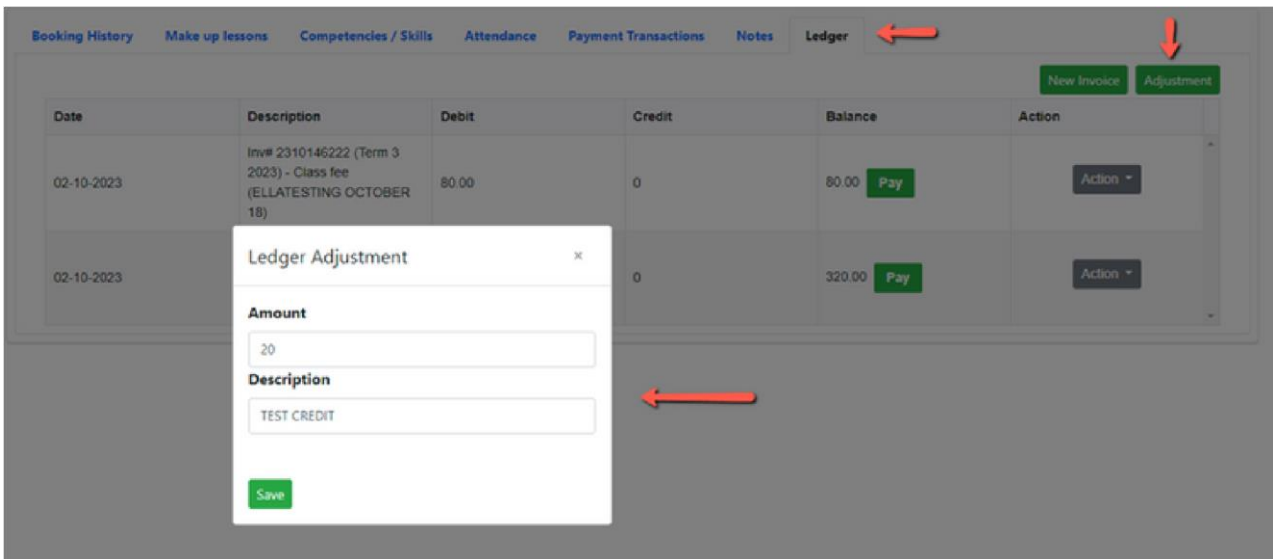 Booking History Make up lessons Competencies / Skills Attendance Payment Transactions Notes Ledger
New Invoice Adjustment
Date Description Debit Credit Balance Action
Inv# 2310146222 (Term 3
2023) - Class fee
(ELLATESTING OCTOBER
18)
02-10-2023 80.00 0 80.00 Pay Action
02-10-2023 0 320.00 Pay Action
Ledger Adjustment ×
Amount
20
Description
TEST CREDIT
Save